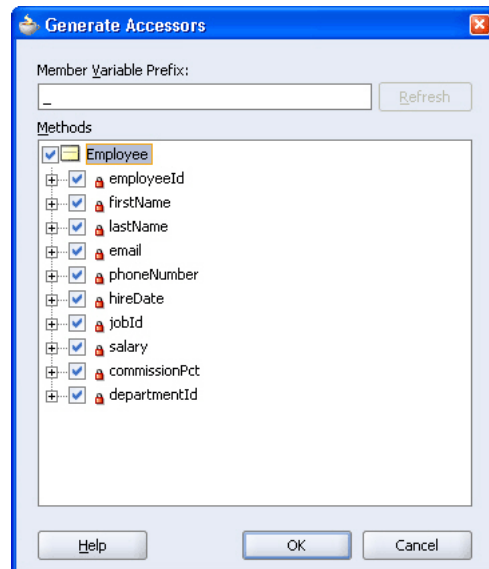 Generate Accessors
Member Variable Prefix:
_
Refresh
Methods
Employee
employeeId
firstName
lastName
email
phoneNumber
hireDate
jobId
salary
commissionPct
departmentId
Help OK Cancel